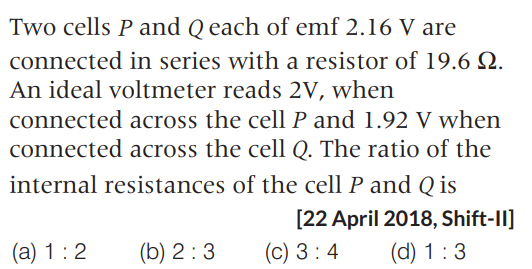 Two cells P and Q each of emf 2.16 V are
connected in series with a resistor of 19.6 Ω.
An ideal voltmeter reads 2V, when
connected across the cell P and 1.92 V when
connected across the cell Q. The ratio of the
internal resistances of the cell P and Q is
[22 April 2018, Shift-II]
(a) 1 : 2 (b) 2 : 3 (c) 3 : 4 (d) 1 : 3